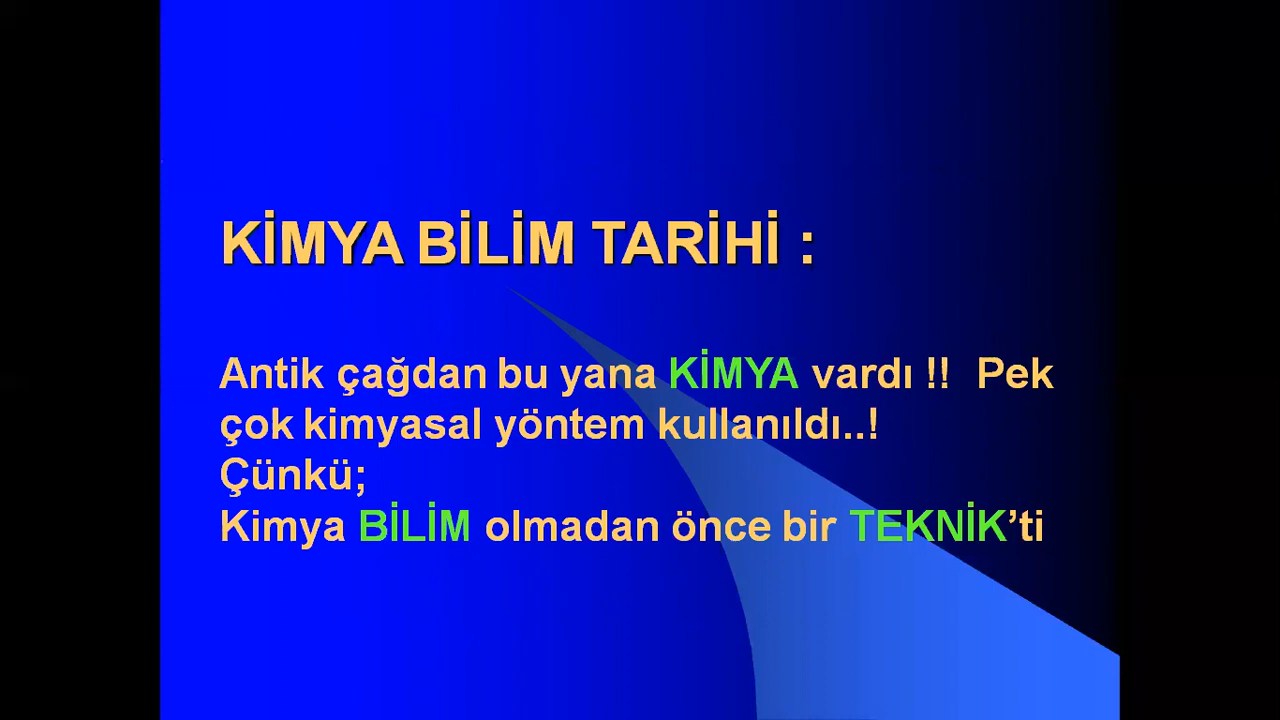 KİMYA BİLİM TARİHİ :
Antik çağdan bu yana KİMYA vardı !!  Pek
çok kimyasal yöntem kullanıldı..!
Çünkü;
Kimya BİLİM olmadan önce bir TEKNİK’ti